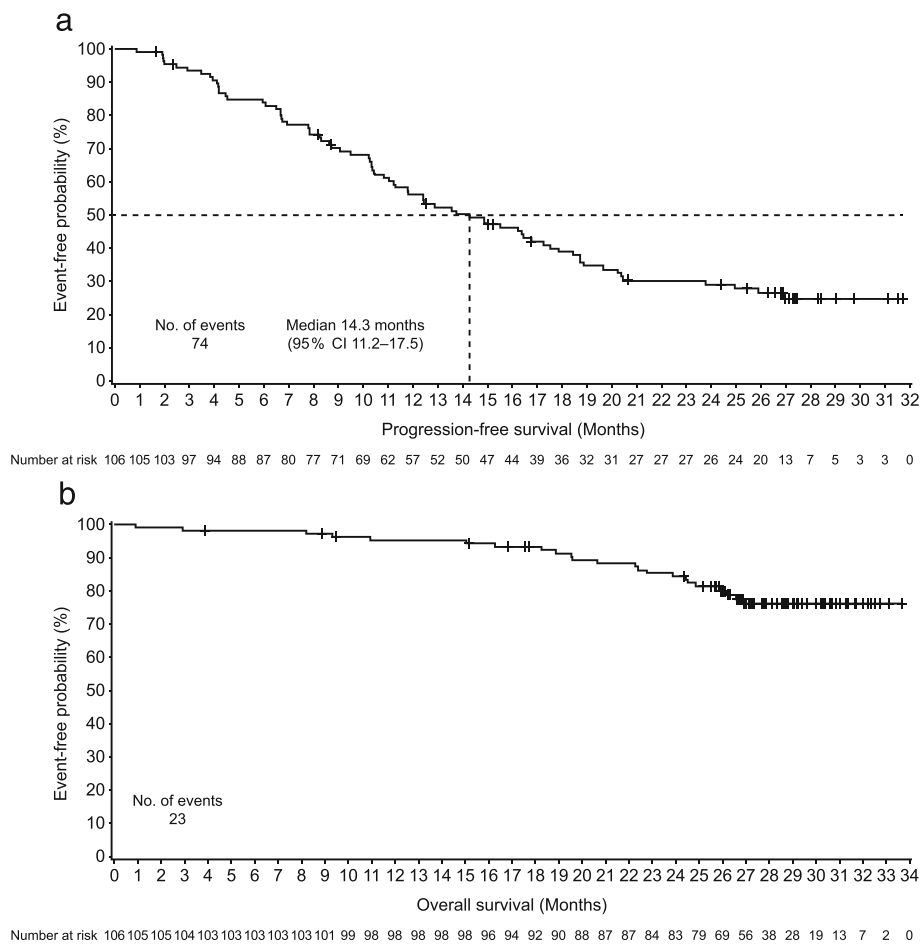 a
100
90
80
70
60
50
40
30
20
10
0
Event-free probability (%)
No. of events
74
Median 14.3 months
(95% CI 11.2–17.5)
0 1 2 3 4 5 6 7 8 9 10 11 12 13 14 15 16 17 18 19 20 21 22 23 24 25 26 27 28 29 30 31 32
Progression-free survival (Months)
Number at risk 106 105 103 97 94 88 87 80 77 71 69 62 57 52 50 47 44 39 36 32 31 27 27 27 26 24 20 13 7 5 3 3 0
b
100
90
80
70
60
50
40
30
20
10
0
Event-free probability (%)
No. of events
23
0 1 2 3 4 5 6 7 8 9 10 11 12 13 14 15 16 17 18 19 20 21 22 23 24 25 26 27 28 29 30 31 32 33 34
Overall survival (Months)
Number at risk 106 105 105 104 103 103 103 103 103 101 99 98 98 98 98 98 96 94 92 90 88 87 87 84 83 79 69 56 38 28 19 13 7 2 0